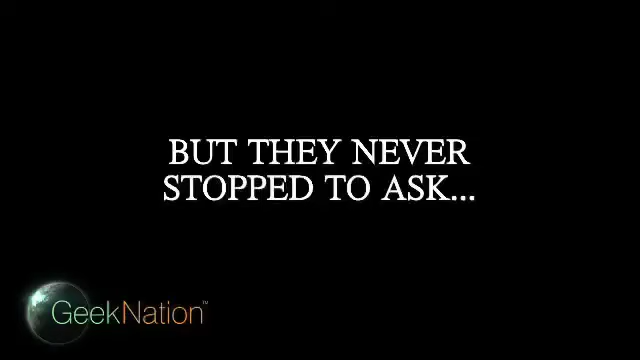 BUT THEY NEVER
STOPPED TO ASK...
GeekNation™